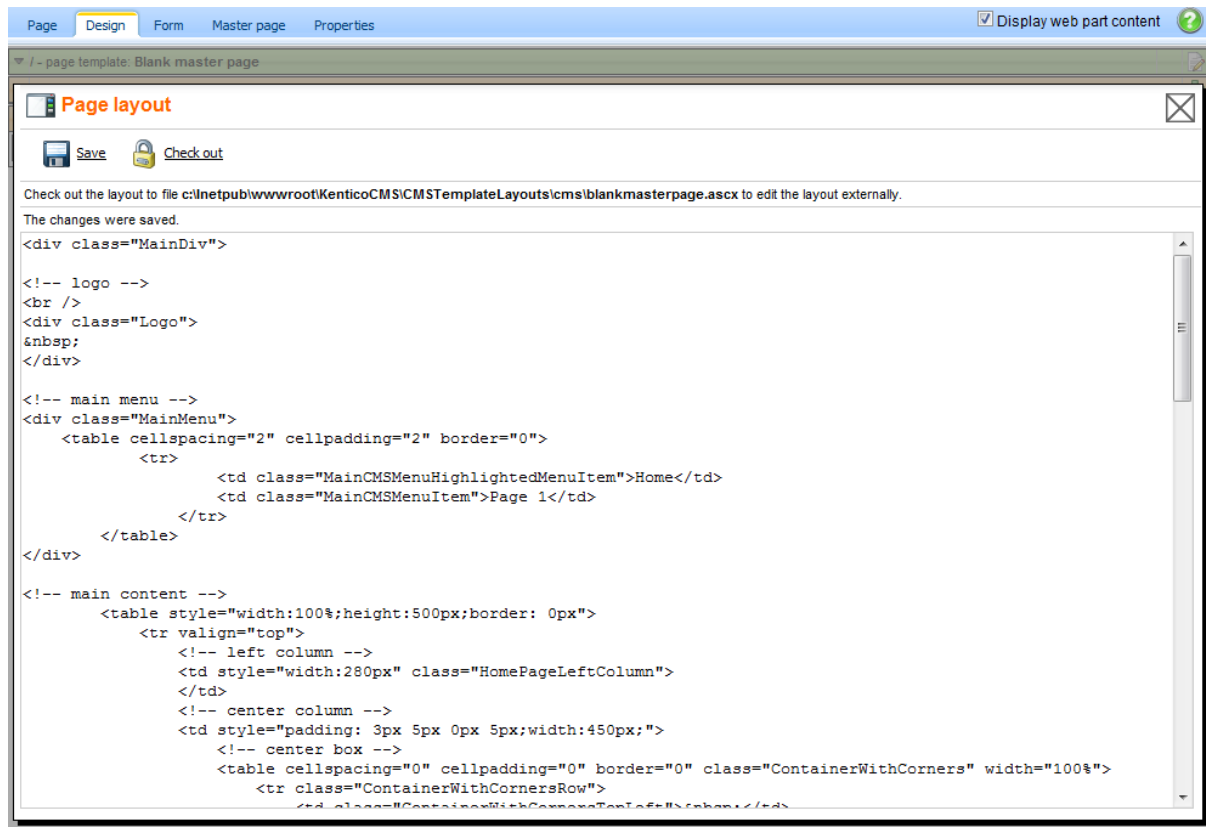 Page Design Form Master page Properties Display web part content ?
/ - page template: Blank master page
Page layout
Save Check out
Check out the layout to file c:\Inetpub\wwwroot\KenticoCMS\CMSTemplateLayouts\cms\blankmasterpage.ascx to edit the layout externally.
The changes were saved.
<div class="MainDiv">
<!-- logo -->
<br />
<div class="Logo">
&nbsp;
</div>
<!-- main menu -->
<div class="MainMenu">
<table cellspacing="2" cellpadding="2" border="0">
<tr>
<td class="MainCMSMenuHighlightedMenuItem">Home</td>
<td class="MainCMSMenuItem">Page 1</td>
</tr>
</table>
</div>
<!-- main content -->
<table style="width:100%;height:500px;border: 0px">
<tr valign="top">
<!-- left column -->
<td style="width:280px" class="HomePageLeftColumn">
</td>
<!-- center column -->
<td style="padding: 3px 5px 0px 5px;width:450px;">
<!-- center box -->
<table cellspacing="0" cellpadding="0" border="0" class="ContainerWithCorners" width="100%">
<tr class="ContainerWithCornersRow">
<td class="ContainerWithCornersTopLeft">&nbsp;</td>